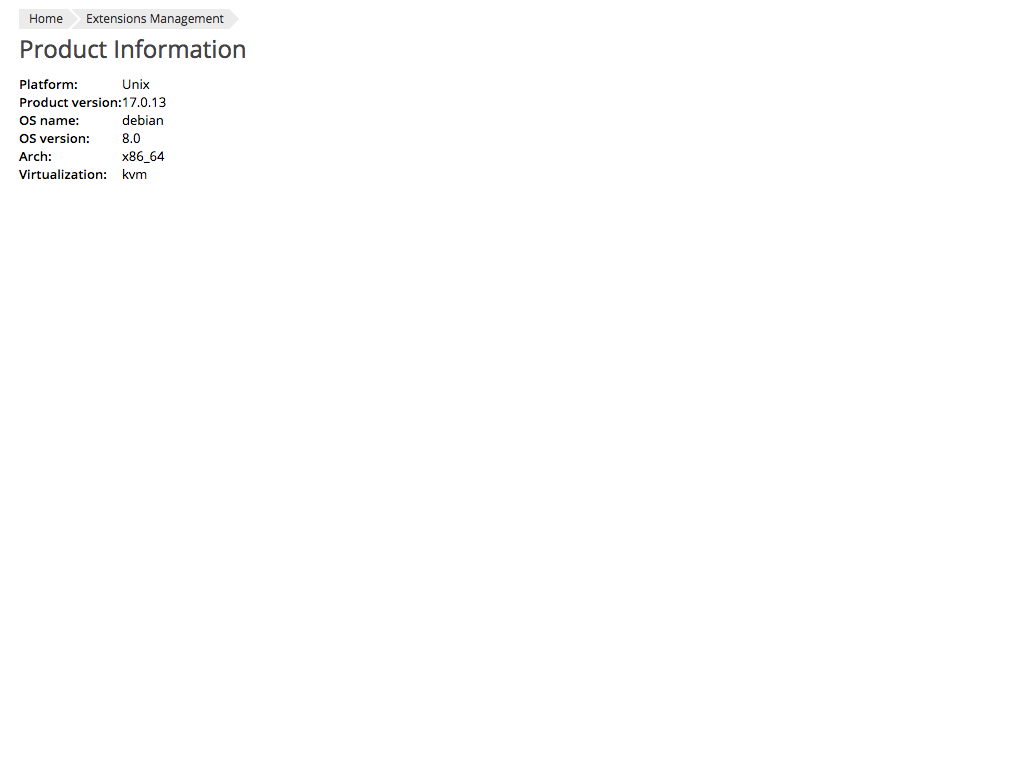 Home Extensions Management
Product Information
Platform: Unix
Product version:17.0.13
OS name: debian
OS version: 8.0
Arch: x86_64
Virtualization: kvm